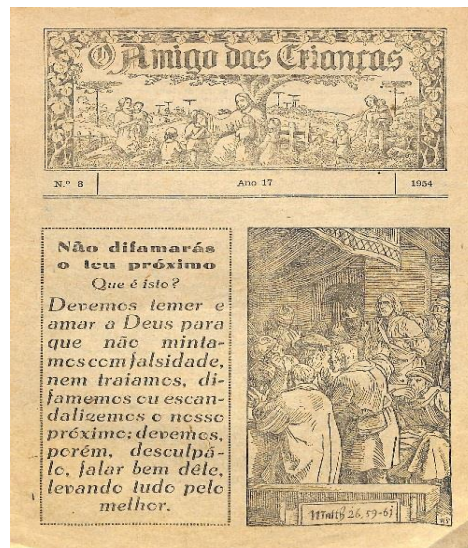 O Amigo das Crianças
N.º 8 Ano 17 1954
Não difamarás
o teu próximo
Que é isto?
Devemos temer e
amar a Deus para
que não minta-
mos com falsidade,
nem traiamos, di-
famemos ou escan-
dalizemos o nosso
próximo; devemos,
porém, desculpá-
lo, falar bem dêle,
levando tudo pelo
melhor.
Matth 26, 59-61